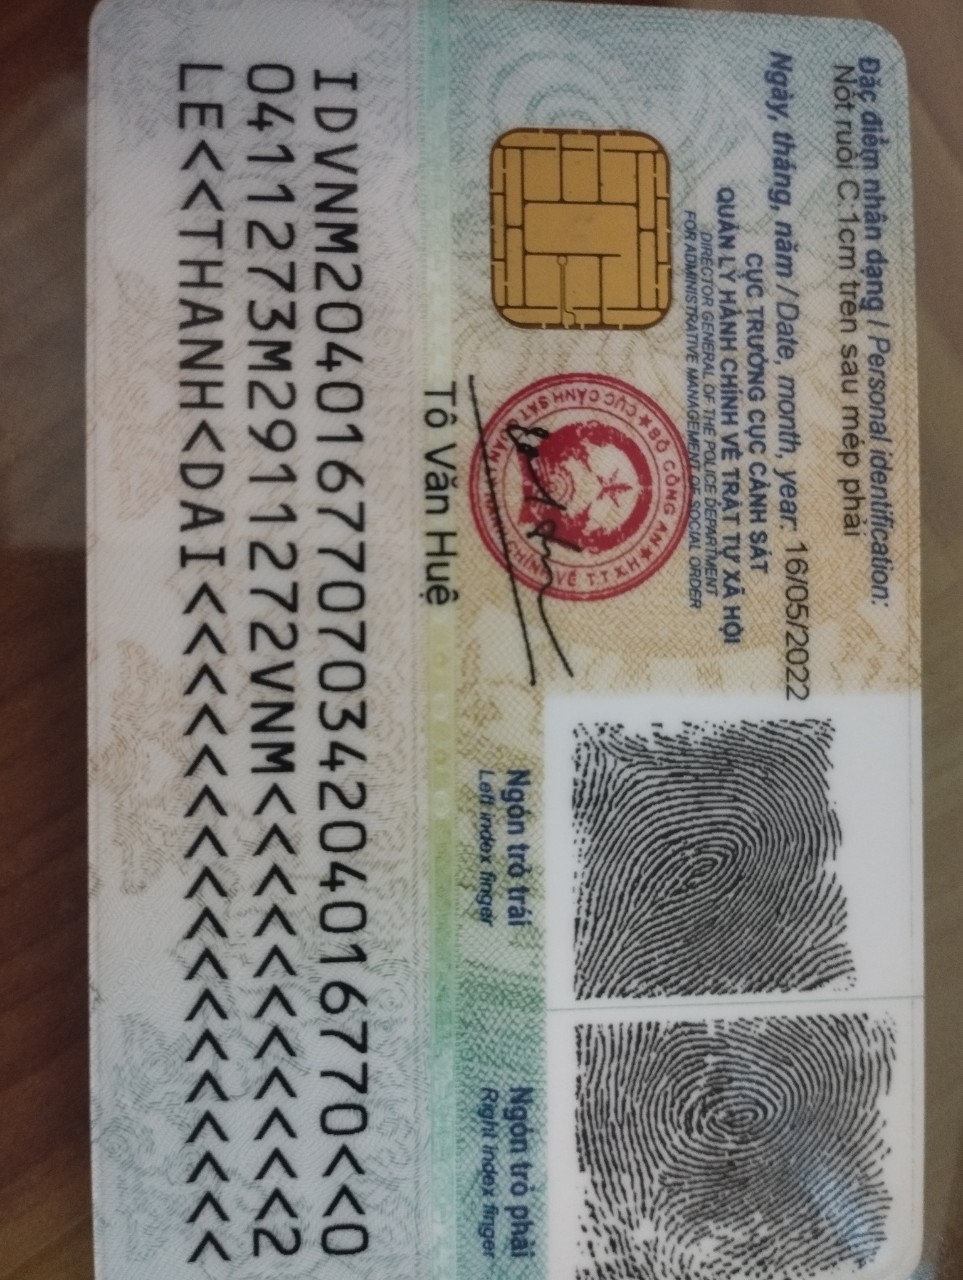 Đặc điểm nhân dạng / Personal identification:
Nốt ruồi C.1cm trên sau mép phải
Ngày, tháng, năm / Date, month, year: 16/05/2022
CỤC TRƯỞNG CỤC CẢNH SÁT
QUẢN LÝ HÀNH CHÍNH VỀ TRẬT TỰ XÃ HỘI
DIRECTOR GENERAL OF THE POLICE DEPARTMENT
FOR ADMINISTRATIVE MANAGEMENT OF SOCIAL ORDER
BỘ CÔNG AN
CỤC CẢNH SÁT QUẢN LÝ HÀNH CHÍNH VỀ T.T.X.H
Tô Văn Huệ
Ngón trỏ trái
Left index finger
Ngón trỏ phải
Right index finger
IDVNM2040167707034204016770<<0
0411273M2911272VNM<<<<<<<<<<<2
LE<<THANH<DAI<<<<<<<<<<<<<<<<<